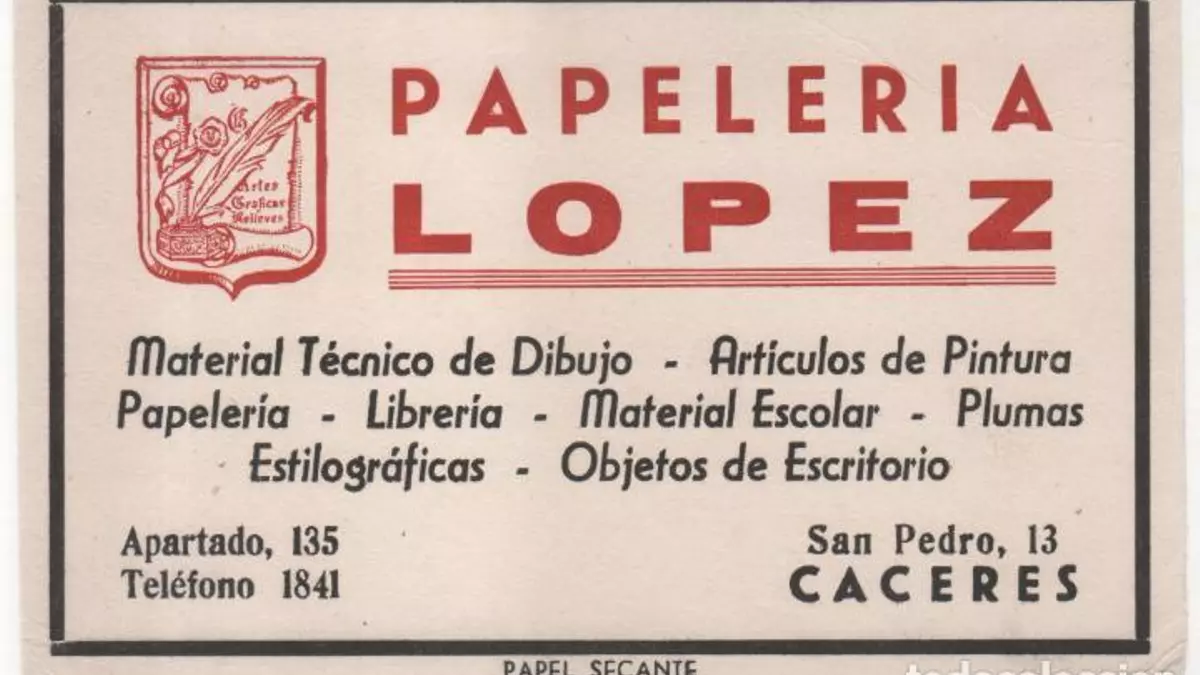 PAPELERIA
LOPEZ
Artes
Graficas
Relieves
Material Técnico de Dibujo - Artículos de Pintura
Papelería - Librería - Material Escolar - Plumas
Estilográficas - Objetos de Escritorio
Apartado, 135
Teléfono 1841
San Pedro, 13
CACERES
PAPEL SECANTE
todocoleccion